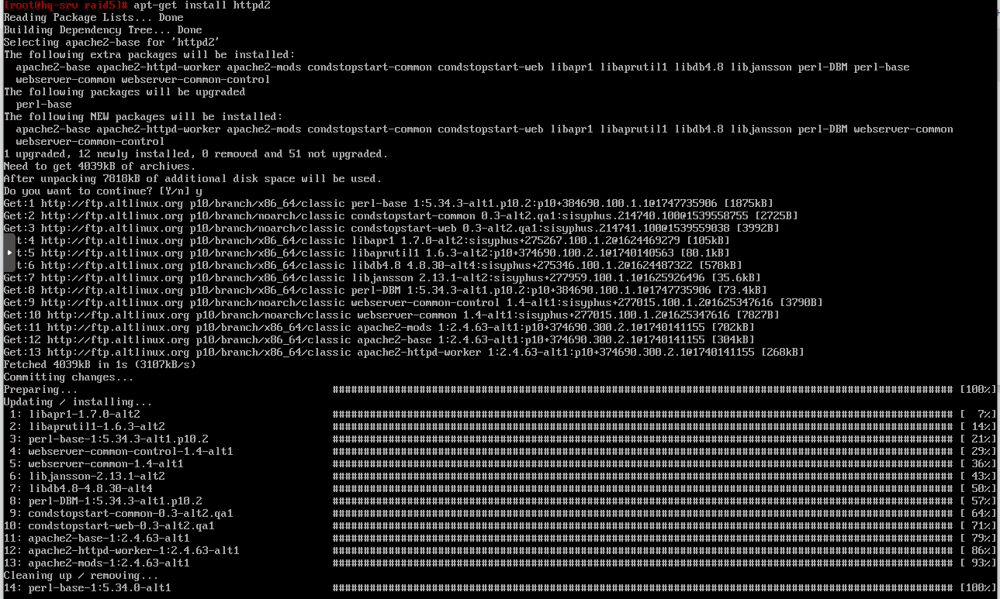 [root@hq-srv raid5]# apt-get install httpd2
Reading Package Lists... Done
Building Dependency Tree... Done
Selecting apache2-base for 'httpd2'
The following extra packages will be installed:
  apache2-base apache2-httpd-worker apache2-mods condstopstart-common condstopstart-web libapr1 libaprutil1 libdb4.8 libjansson perl-DBM perl-base
  webserver-common webserver-common-control
The following packages will be upgraded
  perl-base
The following NEW packages will be installed:
  apache2-base apache2-httpd-worker apache2-mods condstopstart-common condstopstart-web libapr1 libaprutil1 libdb4.8 libjansson perl-DBM webserver-common
  webserver-common-control
1 upgraded, 12 newly installed, 0 removed and 51 not upgraded.
Need to get 4039kB of archives.
After unpacking 7818kB of additional disk space will be used.
Do you want to continue? [Y/n] y
Get:1 http://ftp.altlinux.org p10/branch/x86_64/classic perl-base 1:5.34.3-alt1.p10.2:p10+384690.100.1.1@1747735906 [1875kB]
Get:2 http://ftp.altlinux.org p10/branch/noarch/classic condstopstart-common 0.3-alt2.qa1:sisyphus.214740.100@1539558755 [2725B]
Get:3 http://ftp.altlinux.org p10/branch/noarch/classic condstopstart-web 0.3-alt2.qa1:sisyphus.214741.100@1539559038 [3992B]
t:4 http://ftp.altlinux.org p10/branch/x86_64/classic libapr1 1.7.0-alt2:sisyphus+275267.100.1.2@1624469279 [105kB]
t:5 http://ftp.altlinux.org p10/branch/x86_64/classic libaprutil1 1.6.3-alt2:p10+374690.100.2.1@1740140563 [80.1kB]
t:6 http://ftp.altlinux.org p10/branch/x86_64/classic libdb4.8 4.8.30-alt4:sisyphus+275346.100.1.2@1624487322 [578kB]
Get:7 http://ftp.altlinux.org p10/branch/x86_64/classic libjansson 2.13.1-alt2:sisyphus+277959.100.1.1@1625926496 [35.6kB]
Get:8 http://ftp.altlinux.org p10/branch/x86_64/classic perl-DBM 1:5.34.3-alt1.p10.2:p10+384690.100.1.1@1747735906 [73.4kB]
Get:9 http://ftp.altlinux.org p10/branch/noarch/classic webserver-common-control 1.4-alt1:sisyphus+277015.100.1.2@1625347616 [3790B]
Get:10 http://ftp.altlinux.org p10/branch/noarch/classic webserver-common 1.4-alt1:sisyphus+277015.100.1.2@1625347616 [7827B]
Get:11 http://ftp.altlinux.org p10/branch/x86_64/classic apache2-mods 1:2.4.63-alt1:p10+374690.300.2.1@1740141155 [702kB]
Get:12 http://ftp.altlinux.org p10/branch/x86_64/classic apache2-base 1:2.4.63-alt1:p10+374690.300.2.1@1740141155 [304kB]
Get:13 http://ftp.altlinux.org p10/branch/x86_64/classic apache2-httpd-worker 1:2.4.63-alt1:p10+374690.300.2.1@1740141155 [268kB]
Fetched 4039kB in 1s (3107kB/s)
Committing changes...
Preparing... #################################################################################################### [100%]
Updating / installing...
 1: libapr1-1.7.0-alt2 #################################################################################################### [  7%]
 2: libaprutil1-1.6.3-alt2 #################################################################################################### [ 14%]
 3: perl-base-1:5.34.3-alt1.p10.2 #################################################################################################### [ 21%]
 4: webserver-common-control-1.4-alt1 #################################################################################################### [ 29%]
 5: webserver-common-1.4-alt1 #################################################################################################### [ 36%]
 6: libjansson-2.13.1-alt2 #################################################################################################### [ 43%]
 7: libdb4.8-4.8.30-alt4 #################################################################################################### [ 50%]
 8: perl-DBM-1:5.34.3-alt1.p10.2 #################################################################################################### [ 57%]
 9: condstopstart-common-0.3-alt2.qa1 #################################################################################################### [ 64%]
10: condstopstart-web-0.3-alt2.qa1 #################################################################################################### [ 71%]
11: apache2-base-1:2.4.63-alt1 #################################################################################################### [ 79%]
12: apache2-httpd-worker-1:2.4.63-alt1 #################################################################################################### [ 86%]
13: apache2-mods-1:2.4.63-alt1 #################################################################################################### [ 93%]
Cleaning up / removing...
14: perl-base-1:5.34.0-alt1 #################################################################################################### [100%]